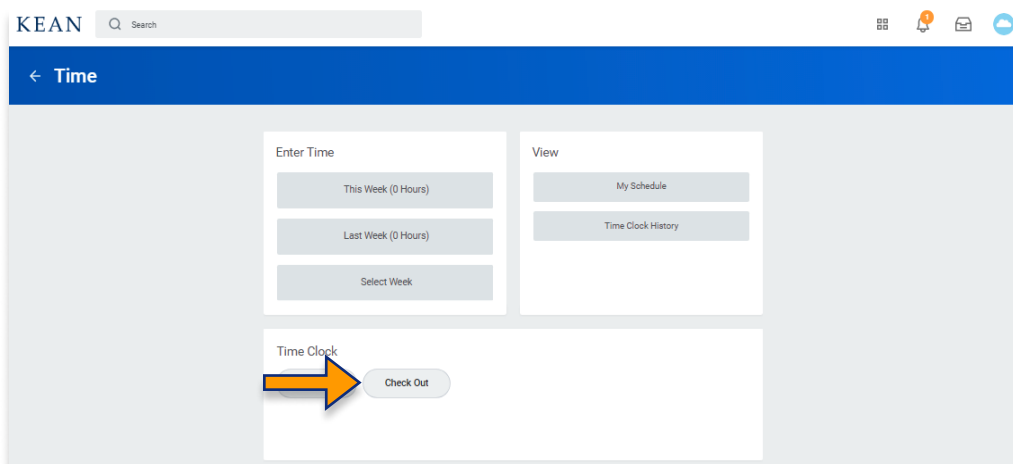 KEAN
Search
1
Time
Enter Time
This Week (0 Hours)
Last Week (0 Hours)
Select Week
View
My Schedule
Time Clock History
Time Clock
Check Out